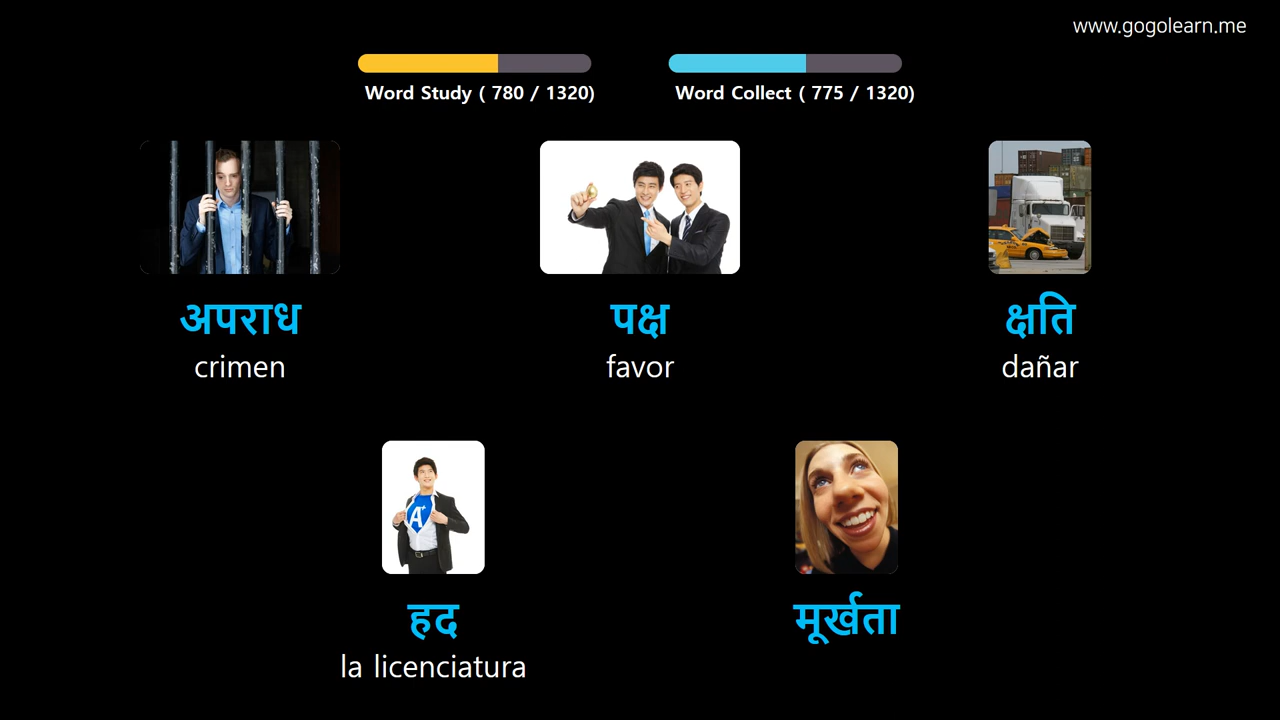 www.gogolearn.me
Word Study ( 780 / 1320)
Word Collect ( 775 / 1320)
अपराध
crimen
पक्ष
favor
क्षति
dañar
हद
la licenciatura
मूर्खता